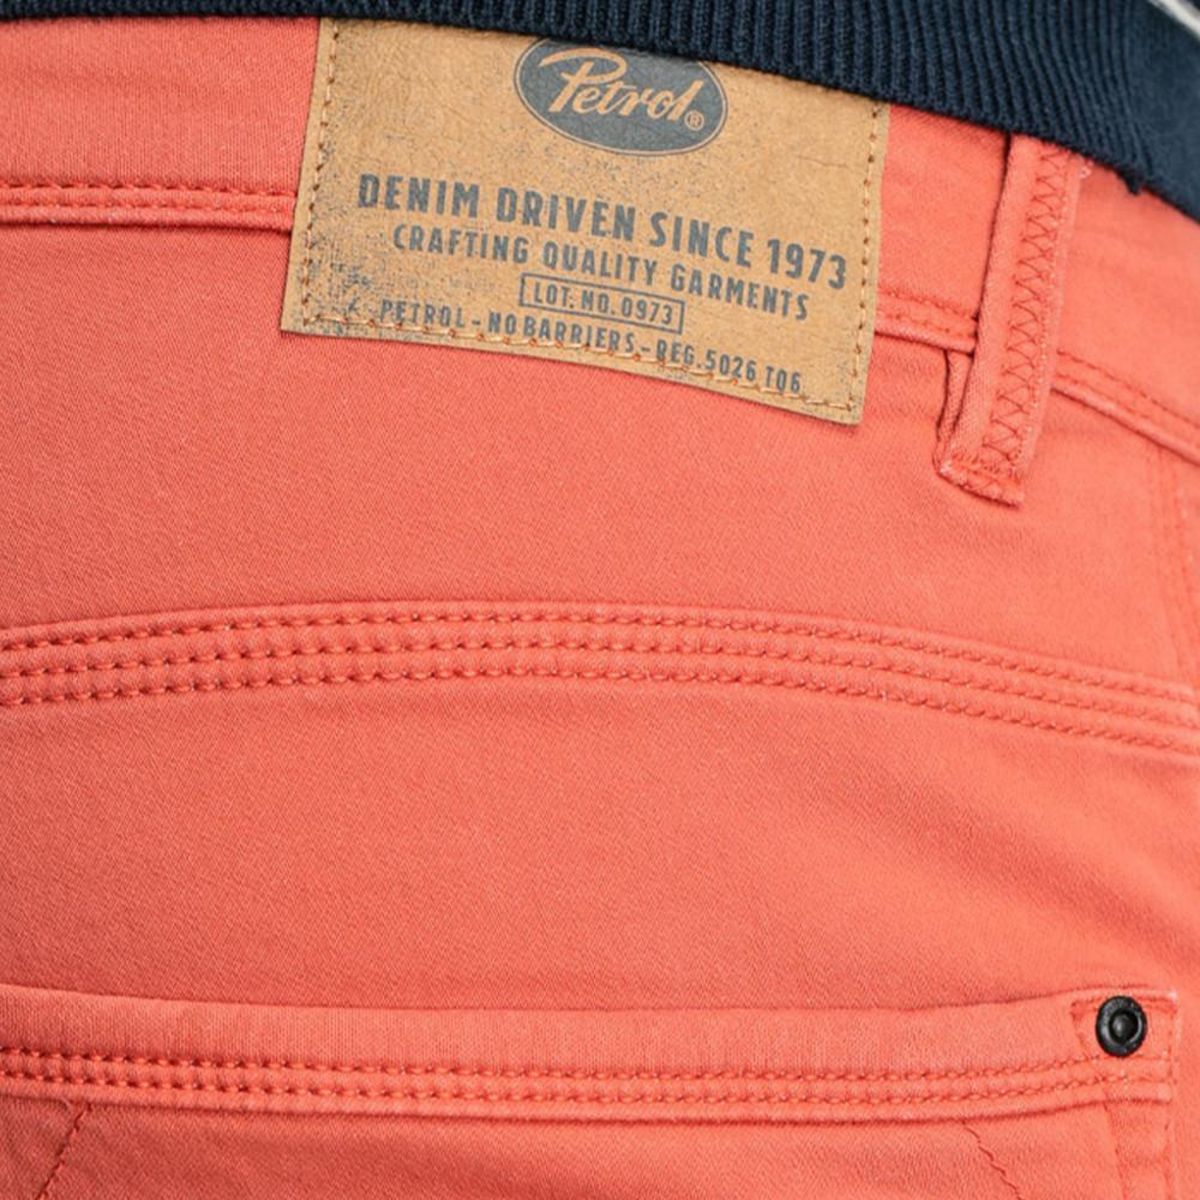 Petrol®
DENIM DRIVEN SINCE 1973
CRAFTING QUALITY GARMENTS
LOT. NO. 0973
PETROL - NO BARRIERS - REG. 5026 T06